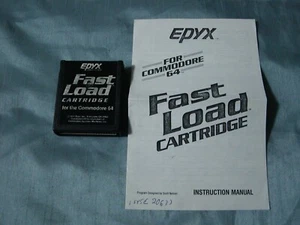 EPYX
Fast
Load
CARTRIDGE
for the Commodore 64
EPYX
FOR
COMMODORE
64
Fast
Load
CARTRIDGE
INSTRUCTION MANUAL